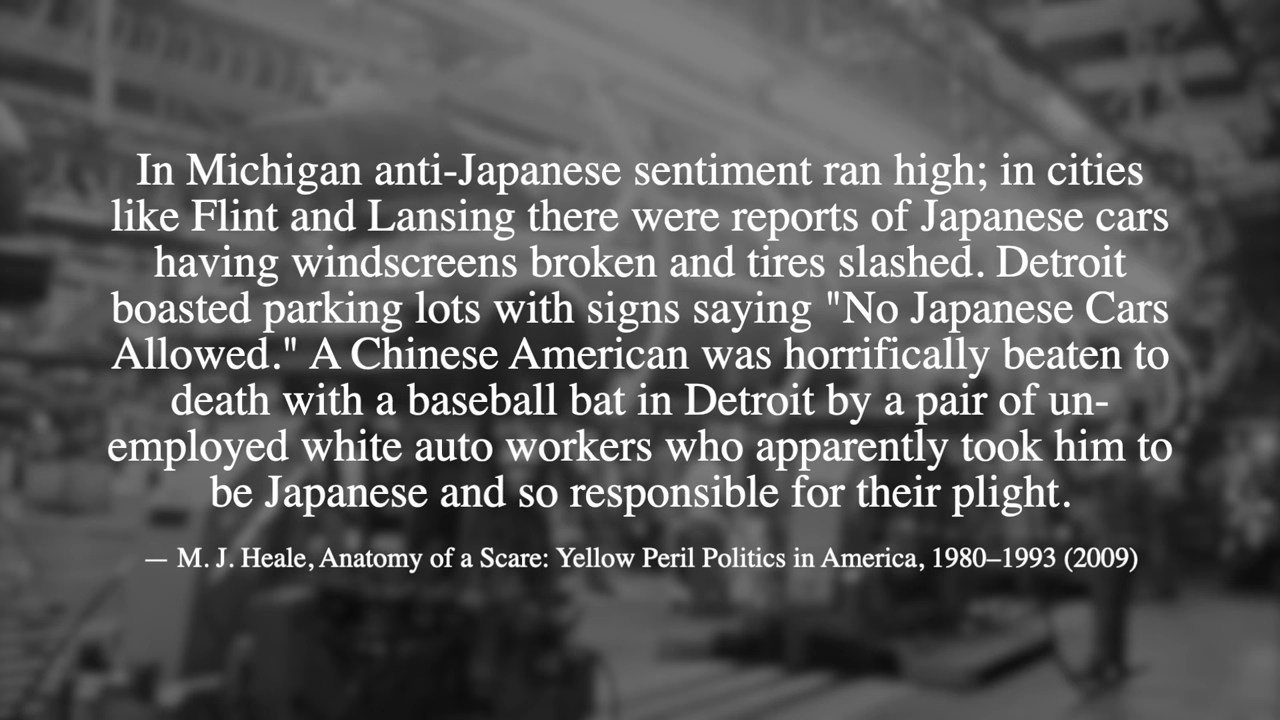 In Michigan anti-Japanese sentiment ran high; in cities
like Flint and Lansing there were reports of Japanese cars
having windscreens broken and tires slashed. Detroit
boasted parking lots with signs saying "No Japanese Cars
Allowed." A Chinese American was horrifically beaten to
death with a baseball bat in Detroit by a pair of un-
employed white auto workers who apparently took him to
be Japanese and so responsible for their plight.
— M. J. Heale, Anatomy of a Scare: Yellow Peril Politics in America, 1980–1993 (2009)